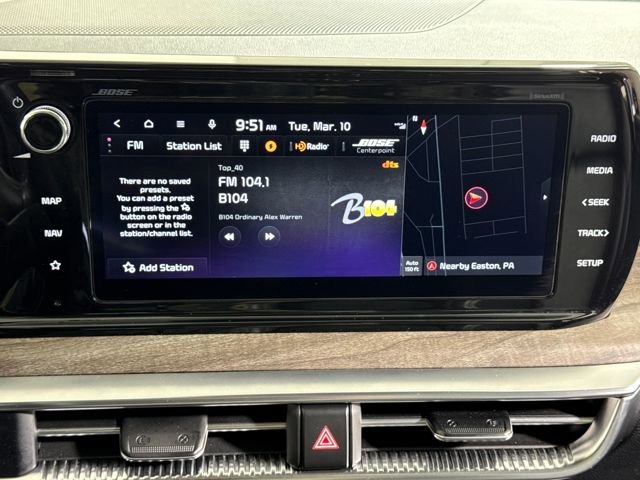 BOSE
SiriusXM
9:51 AM Tue, Mar. 10
N
FM Station List HD Radio BOSE Centerpoint
dts
There are no saved
presets.
You can add a preset
by pressing the
button on the radio
screen or in the
station/channel list.
Add Station
Top_40
FM 104.1
B104
B104 Ordinary Alex Warren
B104
Auto
150 ft
Nearby Easton, PA
MAP
NAV
RADIO
MEDIA
<SEEK
TRACK>
SETUP